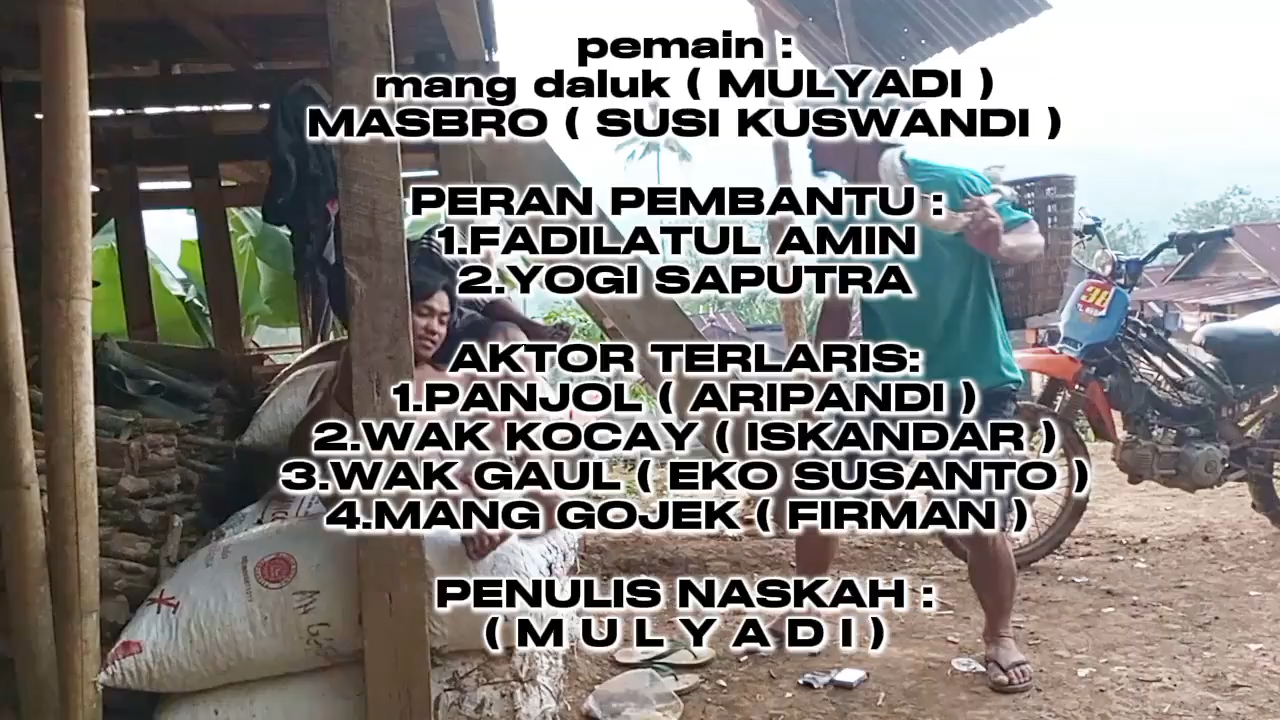 pemain :
mang daluk ( MULYADI )
MASBRO ( SUSI KUSWANDI )
PERAN PEMBANTU :
1.FADILATUL AMIN
2.YOGI SAPUTRA
AKTOR TERLARIS:
1.PANJOL ( ARIPANDI )
2.WAK KOCAY ( ISKANDAR )
3.WAK GAUL ( EKO SUSANTO )
4.MANG GOJEK ( FIRMAN )
PENULIS NASKAH :
( M U L Y A D I )
38